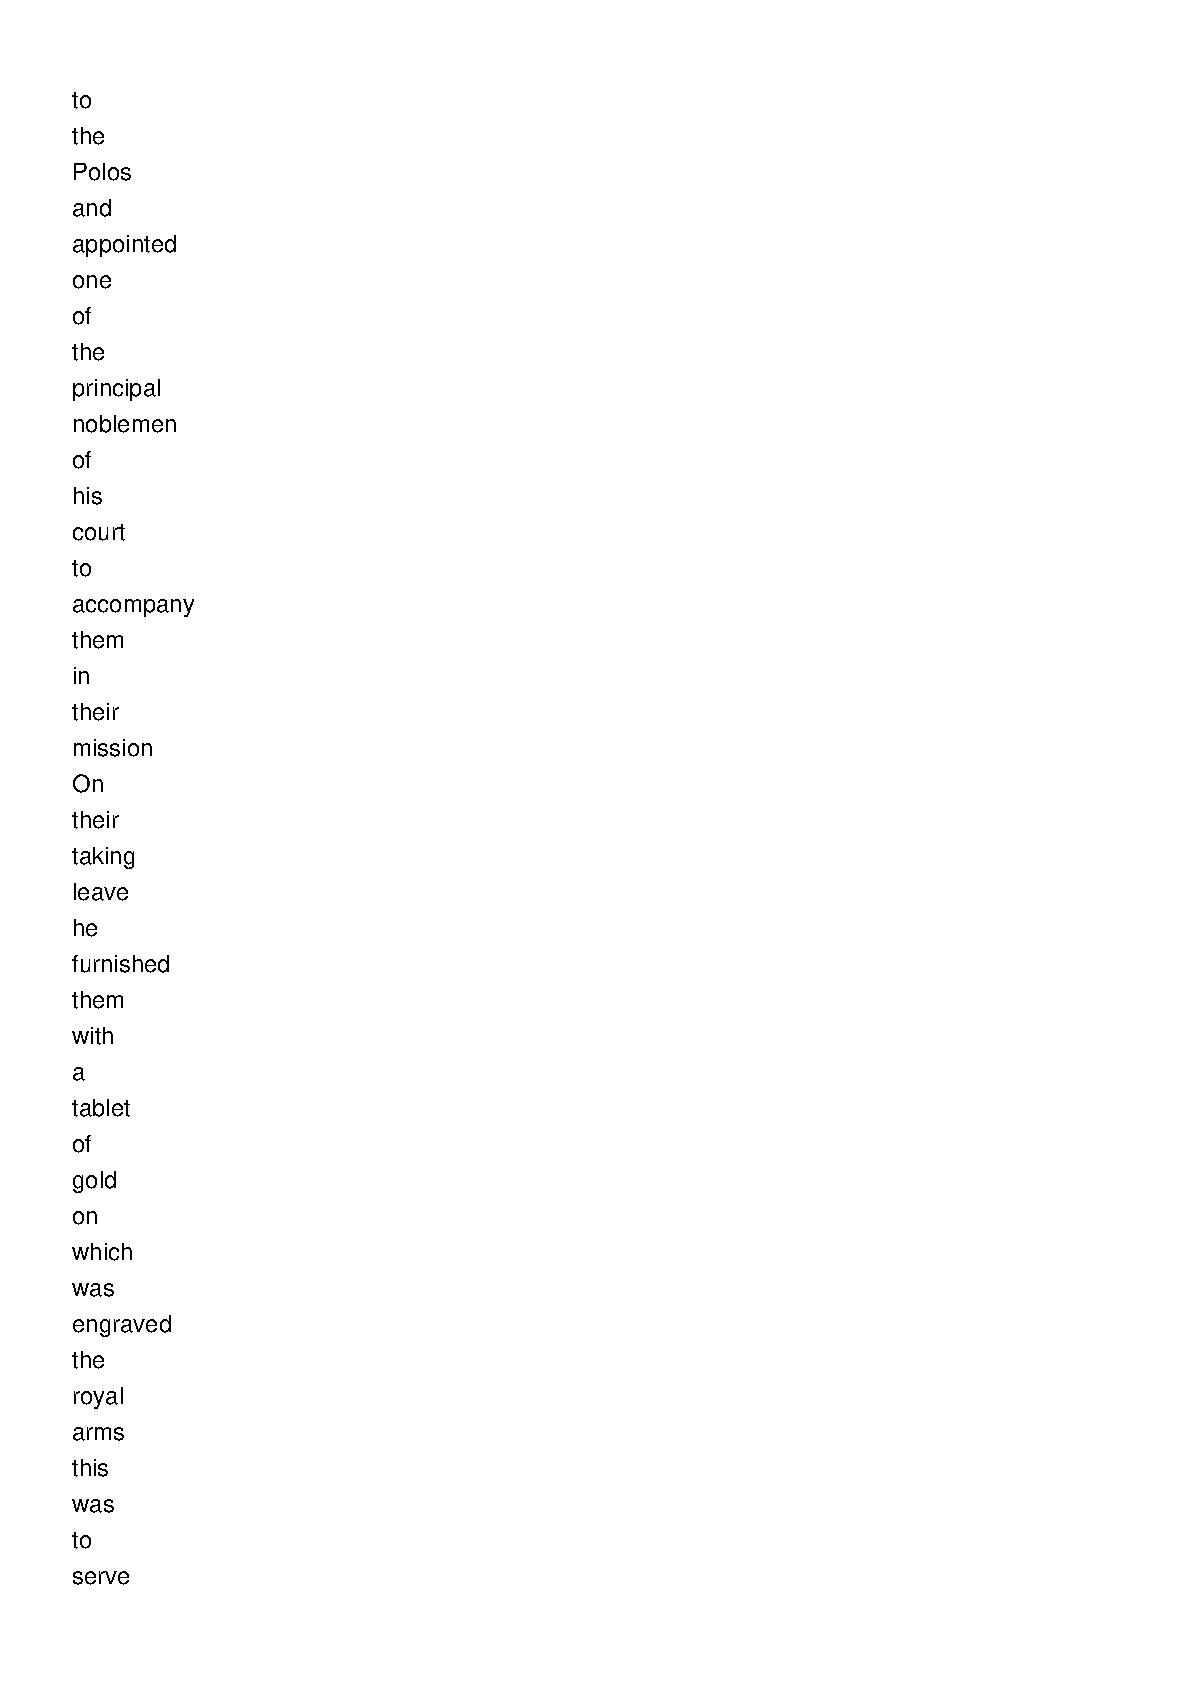 to
the
Polos
and
appointed
one
of
the
principal
noblemen
of
his
court
to
accompany
them
in
their
mission
On
their
taking
leave
he
furnished
them
with
a
tablet
of
gold
on
which
was
engraved
the
royal
arms
this
was
to
serve